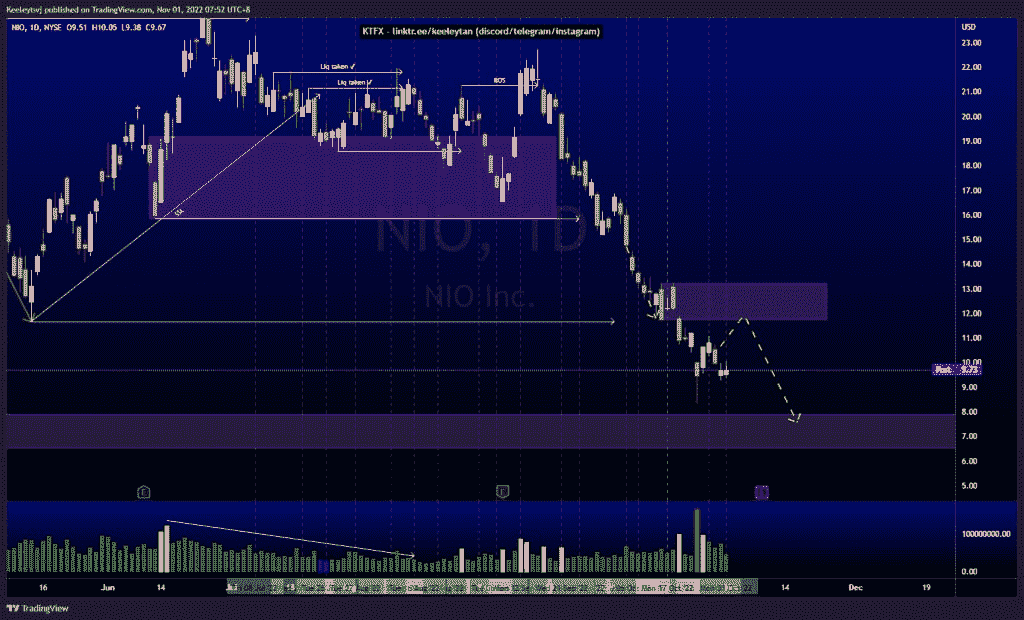 Keeleytwj published on TradingView.com, Nov 01, 2022 07:52 UTC-8
NIO, 1D, NYSE O9.51 H10.05 L9.38 C9.67
KTFX - linktr.ee/keeleytan (discord/telegram/instagram)
USD
23.00
22.00
21.00
20.00
19.00
18.00
17.00
16.00
15.00
14.00
13.00
12.00
11.00
10.00
9.00
8.00
7.00
6.00
5.00
Liq taken ✓
Liq taken ✓
BOS
NIO, 1D
NIO Inc.
Post 9.73
E
E
100000000.00
0.00
16 Jun 14 Jul 14 Dec 19
TradingView